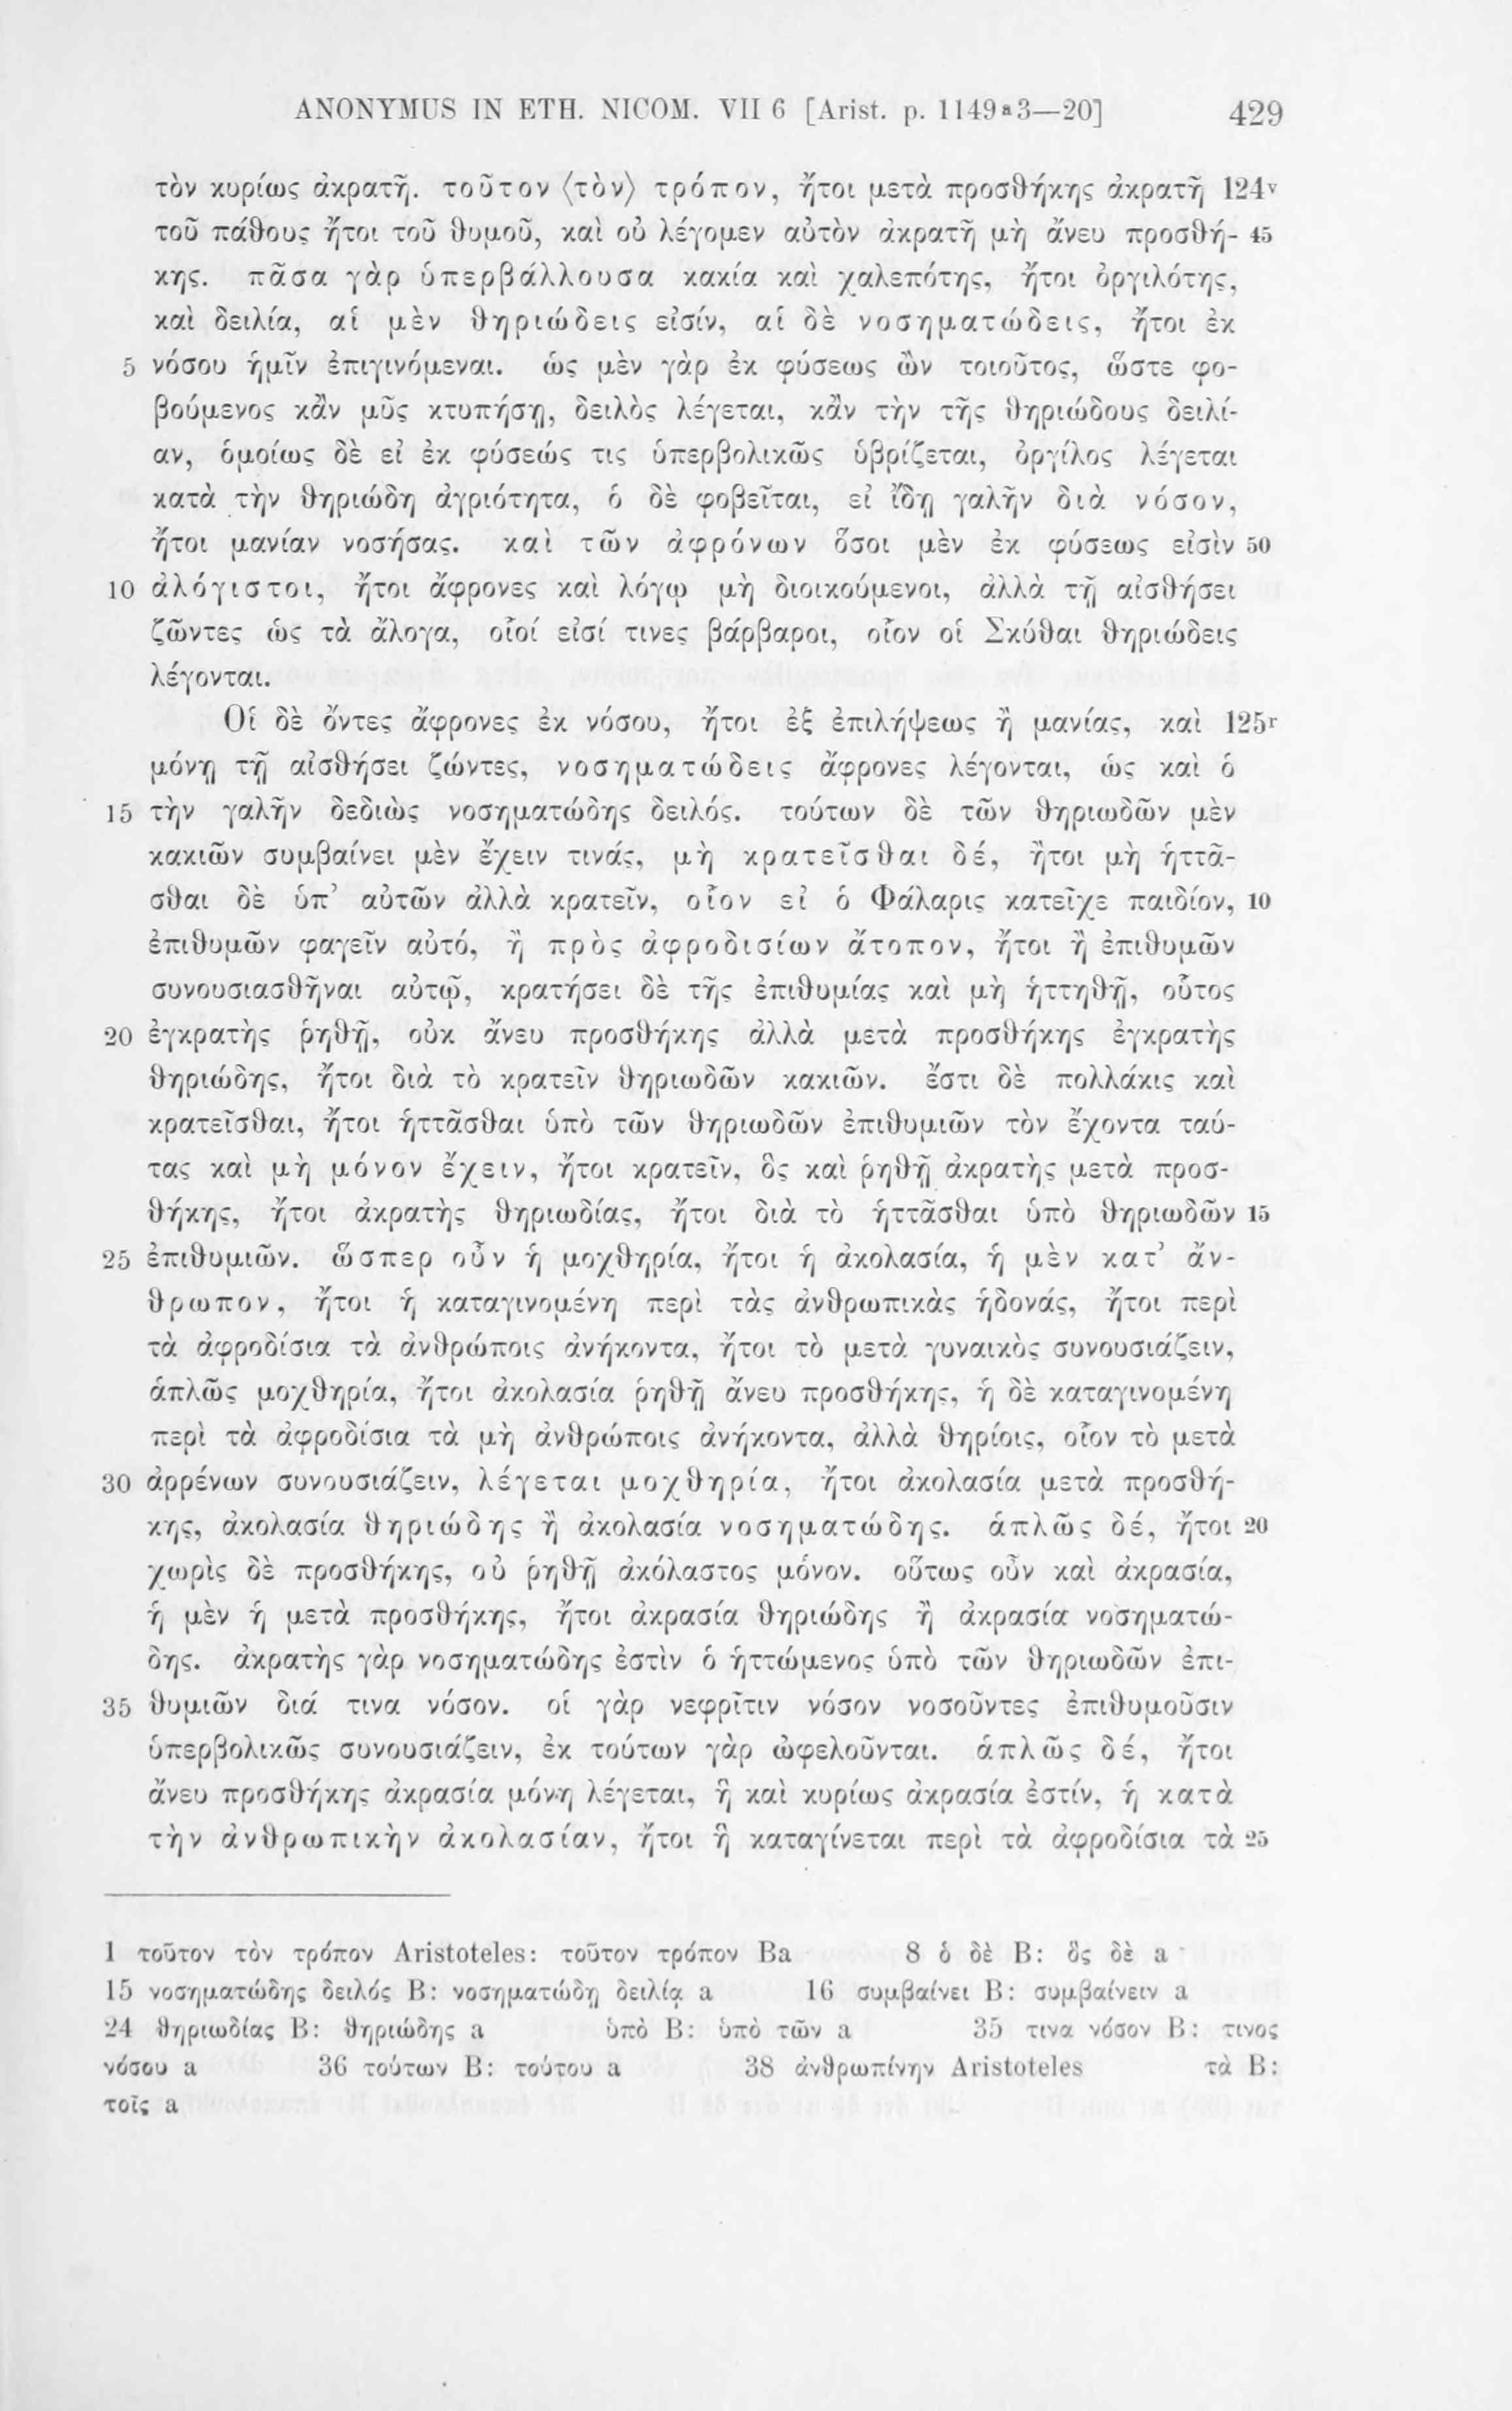 ANONYMUS IN ETH. NICOM. VII 6 [Arist. p. 1149ª3—20] 429
τὸν κυρίως ἀκρατῆ. τοῦτον ⟨τὸν⟩ τρόπον, ἤτοι μετὰ προσθήκης ἀκρατῆ 124v
τοῦ πάθους ἤτοι τοῦ θυμοῦ, καὶ οὐ λέγομεν αὐτὸν ἀκρατῆ μὴ ἄνευ προσθή- 45
κης. πᾶσα γὰρ ὑπερβάλλουσα κακία καὶ χαλεπότης, ἤτοι ὀργιλότης,
καὶ δειλία, αἱ μὲν θηριώδεις εἰσίν, αἱ δὲ νοσηματώδεις, ἤτοι ἐκ
5 νόσου ἡμῖν ἐπιγινόμεναι. ὡς μὲν γὰρ ἐκ φύσεως ὢν τοιοῦτος, ὥστε φο-
βούμενος κἂν μῦς κτυπήσῃ, δειλὸς λέγεται, κἂν τὴν τῆς θηριώδους δειλί-
αν, ὁμοίως δὲ εἰ ἐκ φύσεώς τις ὑπερβολικῶς ὑβρίζεται, ὀργίλος λέγεται
κατὰ τὴν θηριώδη ἀγριότητα, ὁ δὲ φοβεῖται, εἰ ἴδῃ γαλῆν διὰ νόσον,
ἤτοι μανίαν νοσήσας. καὶ τῶν ἀφρόνων ὅσοι μὲν ἐκ φύσεως εἰσὶν 50
10 ἀλόγιστοι, ἤτοι ἄφρονες καὶ λόγῳ μὴ διοικούμενοι, ἀλλὰ τῇ αἰσθήσει
ζῶντες ὡς τὰ ἄλογα, οἷοί εἰσί τινες βάρβαροι, οἷον οἱ Σκύθαι θηριώδεις
λέγονται.
Οἱ δὲ ὄντες ἄφρονες ἐκ νόσου, ἤτοι ἐξ ἐπιλήψεως ἢ μανίας, καὶ 125r
μόνῃ τῇ αἰσθήσει ζώντες, νοσηματώδεις ἄφρονες λέγονται, ὡς καὶ ὁ
15 τὴν γαλῆν δεδιὼς νοσηματώδης δειλός. τούτων δὲ τῶν θηριωδῶν μὲν
κακιῶν συμβαίνει μὲν ἔχειν τινάς, μὴ κρατεῖσθαι δέ, ἤτοι μὴ ἡττᾶ-
σθαι δὲ ὑπ’ αὐτῶν ἀλλὰ κρατεῖν, οἷον εἰ ὁ Φάλαρις κατεῖχε παιδίον, 10
ἐπιθυμῶν φαγεῖν αὐτό, ἢ πρὸς ἀφροδισίων ἄτοπον, ἤτοι ἢ ἐπιθυμῶν
συνουσιασθῆναι αὐτῷ, κρατήσει δὲ τῆς ἐπιθυμίας καὶ μὴ ἡττηθῇ, οὗτος
20 ἐγκρατὴς ῥηθῇ, οὐκ ἄνευ προσθήκης ἀλλὰ μετὰ προσθήκης ἐγκρατὴς
θηριώδης, ἤτοι διὰ τὸ κρατεῖν θηριωδῶν κακιῶν. ἔστι δὲ πολλάκις καὶ
κρατεῖσθαι, ἤτοι ἡττᾶσθαι ὑπὸ τῶν θηριωδῶν ἐπιθυμιῶν τὸν ἔχοντα ταύ-
τας καὶ μὴ μόνον ἔχειν, ἤτοι κρατεῖν, ὃς καὶ ῥηθῇ ἀκρατὴς μετὰ προσ-
θήκης, ἤτοι ἀκρατὴς θηριωδίας, ἤτοι διὰ τὸ ἡττᾶσθαι ὑπὸ θηριωδῶν 15
25 ἐπιθυμιῶν. ὥσπερ οὖν ἡ μοχθηρία, ἤτοι ἡ ἀκολασία, ἡ μὲν κατ’ ἄν-
θρωπον, ἤτοι ἡ καταγινομένη περὶ τὰς ἀνθρωπικὰς ἡδονάς, ἤτοι περὶ
τὰ ἀφροδίσια τὰ ἀνθρώποις ἀνήκοντα, ἤτοι τὸ μετὰ γυναικὸς συνουσιάζειν,
ἁπλῶς μοχθηρία, ἤτοι ἀκολασία ῥηθῇ ἄνευ προσθήκης, ἡ δὲ καταγινομένη
περὶ τὰ ἀφροδίσια τὰ μὴ ἀνθρώποις ἀνήκοντα, ἀλλὰ θηρίοις, οἷον τὸ μετὰ
30 ἀρρένων συνουσιάζειν, λέγεται μοχθηρία, ἤτοι ἀκολασία μετὰ προσθή-
κης, ἀκολασία θηριώδης ἢ ἀκολασία νοσηματώδης. ἁπλῶς δέ, ἤτοι 20
χωρὶς δὲ προσθήκης, οὐ ῥηθῇ ἀκόλαστος μόνον. οὕτως οὖν καὶ ἀκρασία,
ἡ μὲν ἡ μετὰ προσθήκης, ἤτοι ἀκρασία θηριώδης ἢ ἀκρασία νοσηματώ-
δης. ἀκρατὴς γὰρ νοσηματώδης ἐστὶν ὁ ἡττώμενος ὑπὸ τῶν θηριωδῶν ἐπι-
35 θυμιῶν διά τινα νόσον. οἱ γὰρ νεφρῖτιν νόσον νοσοῦντες ἐπιθυμοῦσιν
ὑπερβολικῶς συνουσιάζειν, ἐκ τούτων γὰρ ὠφελοῦνται. ἁπλῶς δέ, ἤτοι
ἄνευ προσθήκης ἀκρασία μόνη λέγεται, ἣ καὶ κυρίως ἀκρασία ἐστίν, ἡ κατὰ
τὴν ἀνθρωπικὴν ἀκολασίαν, ἤτοι ἣ καταγίνεται περὶ τὰ ἀφροδίσια τὰ 25
1 τοῦτον τὸν τρόπον Aristoteles: τοῦτον τρόπον Ba 8 ὁ δὲ B: ὃς δὲ a
15 νοσηματώδης δειλός B: νοσηματώδῃ δειλίᾳ a 16 συμβαίνει B: συμβαίνειν a
24 θηριωδίας B: θηριώδης a ὑπὸ B: ὑπὸ τῶν a 35 τινα νόσον B: τινος
νόσου a 36 τούτων B: τούτου a 38 ἀνθρωπίνην Aristoteles τὰ B:
τοῖς a